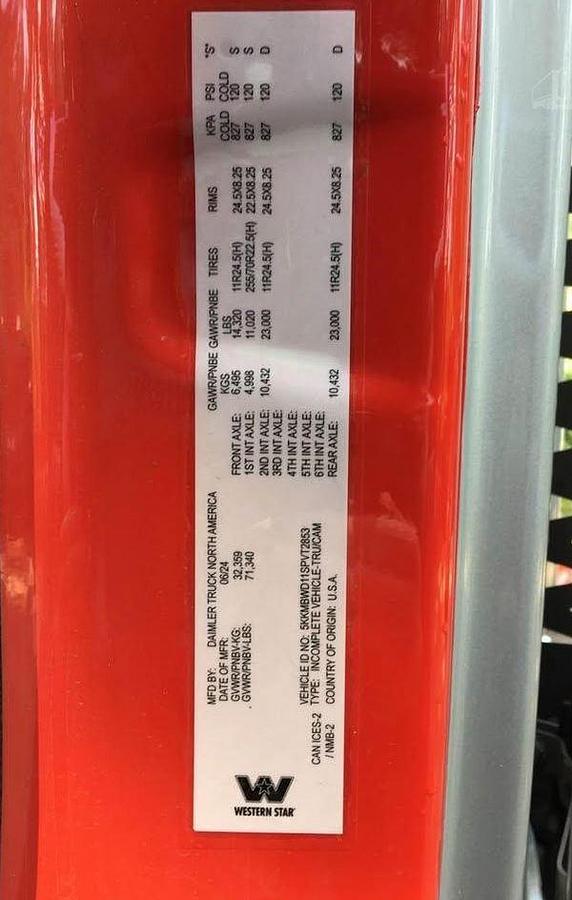 WESTERN STAR
MFD BY: DAIMLER TRUCK NORTH AMERICA
DATE OF MFR: 06/24
GVWR/PNBV-KG: 32,359
GVWR/PNBV-LBS: 71,340
VEHICLE ID NO: 5KKMBWD11SPVT2853
CAN ICES-2 TYPE: INCOMPLETE VEHICLE-TRU/CAM
/ NMB-2 COUNTRY OF ORIGIN: U.S.A.
GAWR/PNBE GAWR/PNBE TIRES RIMS KPA PSI "S"
KGS LBS COLD COLD
FRONT AXLE: 6,495 14,320 11R24.5(H) 24.5X8.25 827 120 S
1ST INT AXLE: 4,998 11,020 255/70R22.5(H) 22.5X8.25 827 120 S
2ND INT AXLE: 10,432 23,000 11R24.5(H) 24.5X8.25 827 120 D
3RD INT AXLE:
4TH INT AXLE:
5TH INT AXLE:
6TH INT AXLE:
REAR AXLE: 10,432 23,000 11R24.5(H) 24.5X8.25 827 120 D